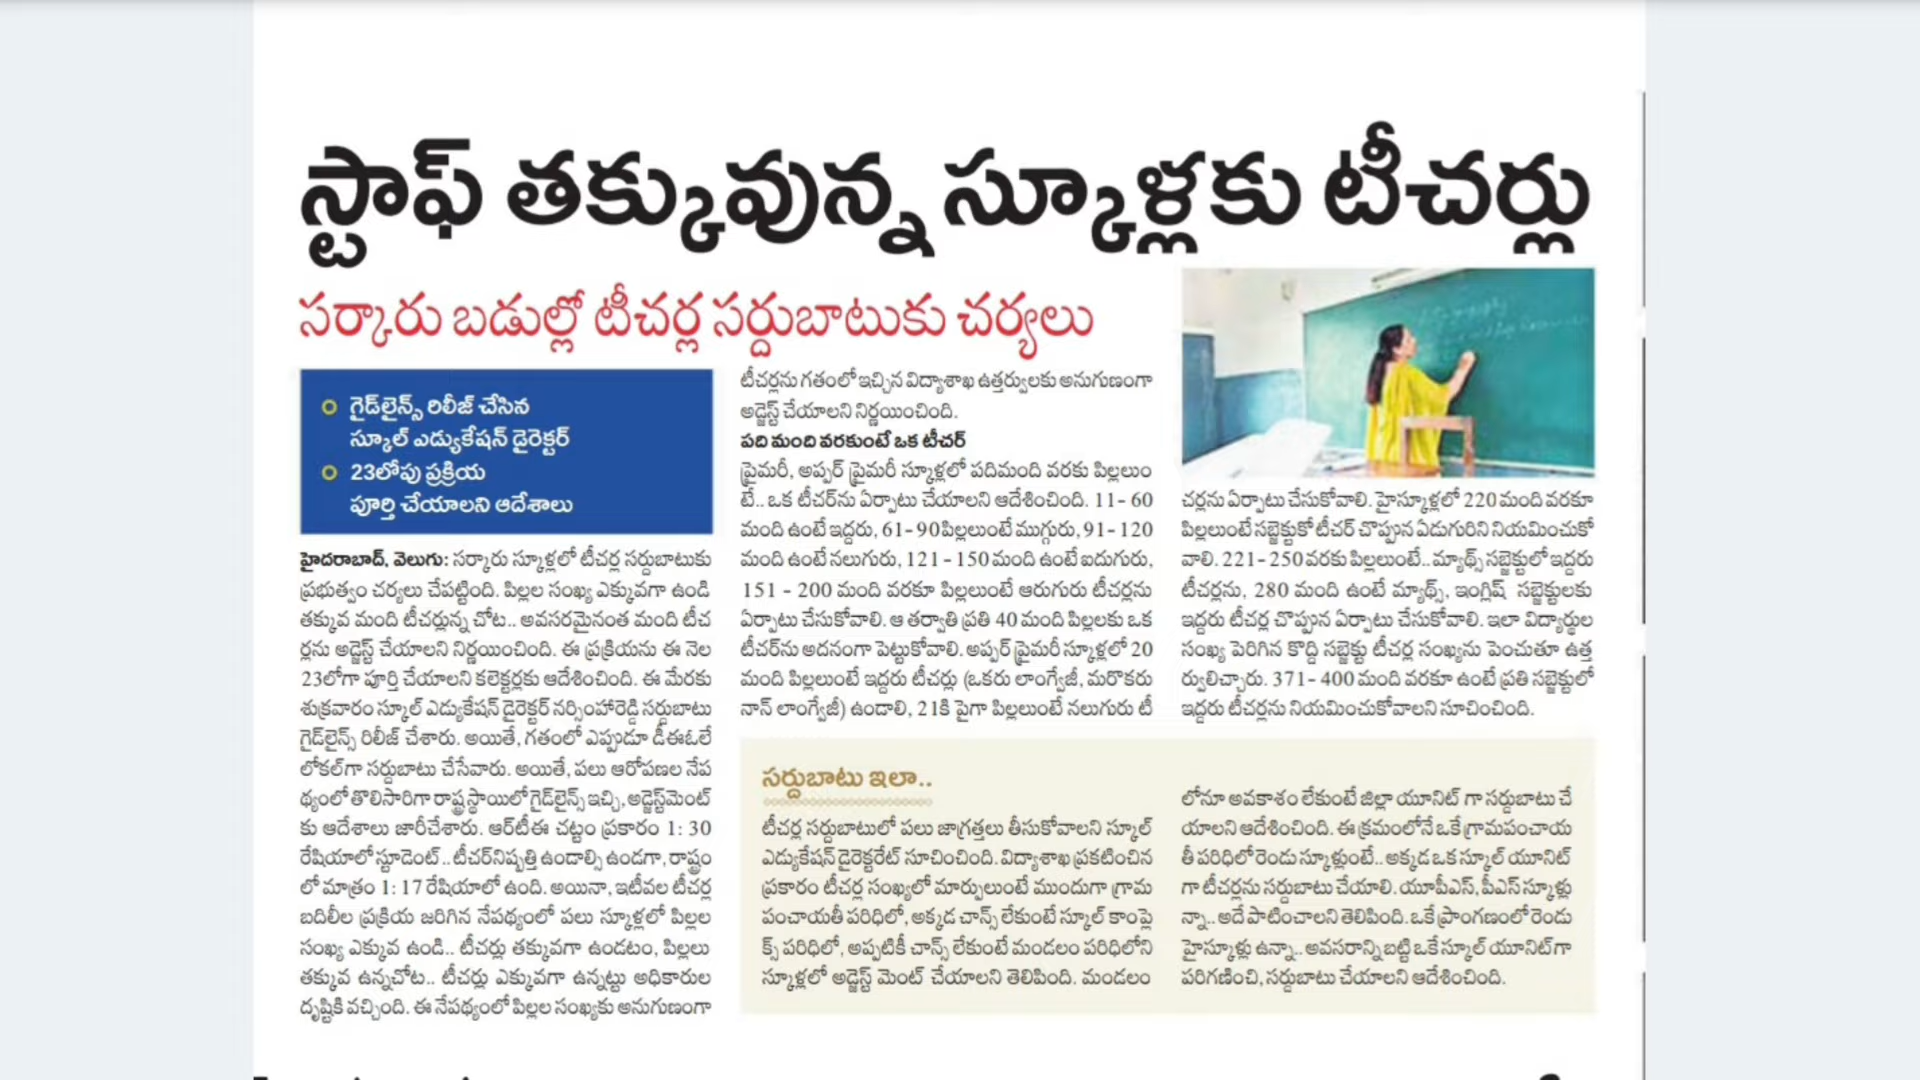 స్టాఫ్ తక్కువున్న స్కూళ్లకు టీచర్లు
సర్కారు బడుల్లో టీచర్ల సర్దుబాటుకు చర్యలు
గైడ్‌లైన్స్ రిలీజ్ చేసిన
స్కూల్ ఎడ్యుకేషన్ డైరెక్టర్
23లోపు ప్రక్రియ
పూర్తి చేయాలని ఆదేశాలు
హైదరాబాద్, వెలుగు: సర్కారు స్కూళ్లలో టీచర్ల సర్దుబాటుకు
ప్రభుత్వం చర్యలు చేపట్టింది. పిల్లల సంఖ్య ఎక్కువగా ఉండి
తక్కువ మంది టీచర్లున్న చోట.. అవసరమైనంత మంది టీచ
ర్లను అడ్జెస్ట్ చేయాలని నిర్ణయించింది. ఈ ప్రక్రియను ఈ నెల
23లోగా పూర్తి చేయాలని కలెక్టర్లకు ఆదేశించింది. ఈ మేరకు
శుక్రవారం స్కూల్ ఎడ్యుకేషన్ డైరెక్టర్ నర్సింహారెడ్డి సర్దుబాటు
గైడ్‌లైన్స్ రిలీజ్ చేశారు. అయితే, గతంలో ఎప్పుడూ డీఈఓలే
లోకల్‌గా సర్దుబాటు చేసేవారు. అయితే, పలు ఆరోపణల నేప
థ్యంలో తొలిసారిగా రాష్ట్రస్థాయిలో గైడ్‌లైన్స్ ఇచ్చి, అడ్జెస్ట్‌మెంట్
కు ఆదేశాలు జారీచేశారు. ఆర్‌టీఈ చట్టం ప్రకారం 1: 30
రేషియోలో స్టూడెంట్.. టీచర్ నిష్పత్తి ఉండాల్సి ఉండగా, రాష్ట్రం
లో మాత్రం 1: 17 రేషియోలో ఉంది. అయినా, ఇటీవల టీచర్ల
బదిలీల ప్రక్రియ జరిగిన నేపథ్యంలో పలు స్కూళ్లలో పిల్లల
సంఖ్య ఎక్కువ ఉండి.. టీచర్లు తక్కువగా ఉండటం, పిల్లలు
తక్కువ ఉన్నచోట.. టీచర్లు ఎక్కువగా ఉన్నట్టు అధికారుల
దృష్టికి వచ్చింది. ఈ నేపథ్యంలో పిల్లల సంఖ్యకు అనుగుణంగా
టీచర్లను గతంలో ఇచ్చిన విద్యాశాఖ ఉత్తర్వులకు అనుగుణంగా
అడ్జెస్ట్ చేయాలని నిర్ణయించింది.
పది మంది వరకుంటే ఒక టీచర్
ప్రైమరీ, అప్పర్ ప్రైమరీ స్కూళ్లలో పదిమంది వరకు పిల్లలుం
టే.. ఒక టీచర్‌ను ఏర్పాటు చేయాలని ఆదేశించింది. 11- 60
మంది ఉంటే ఇద్దరు, 61- 90 పిల్లలుంటే ముగ్గురు, 91- 120
మంది ఉంటే నలుగురు, 121 - 150 మంది ఉంటే ఐదుగురు,
151 - 200 మంది వరకూ పిల్లలుంటే ఆరుగురు టీచర్లను
ఏర్పాటు చేసుకోవాలి. ఆ తర్వాతి ప్రతి 40 మంది పిల్లలకు ఒక
టీచర్‌ను అదనంగా పెట్టుకోవాలి. అప్పర్ ప్రైమరీ స్కూళ్లలో 20
మంది పిల్లలుంటే ఇద్దరు టీచర్లు (ఒకరు లాంగ్వేజీ, మరొకరు
నాన్ లాంగ్వేజీ) ఉండాలి, 21కి పైగా పిల్లలుంటే నలుగురు టీ
చర్లను ఏర్పాటు చేసుకోవాలి. హైస్కూళ్లలో 220 మంది వరకూ
పిల్లలుంటే సబ్జెక్టుకో టీచర్ చొప్పున ఏడుగురిని నియమించుకో
వాలి. 221- 250 వరకు పిల్లలుంటే.. మ్యాథ్స్ సబ్జెక్టులో ఇద్దరు
టీచర్లను, 280 మంది ఉంటే మ్యాథ్స్, ఇంగ్లిష్ సబ్జెక్టులకు
ఇద్దరు టీచర్ల చొప్పున ఏర్పాటు చేసుకోవాలి. ఇలా విద్యార్థుల
సంఖ్య పెరిగిన కొద్ది సబ్జెక్టు టీచర్ల సంఖ్యను పెంచుతూ ఉత్త
ర్వులిచ్చారు. 371- 400 మంది వరకూ ఉంటే ప్రతి సబ్జెక్టులో
ఇద్దరు టీచర్లను నియమించుకోవాలని సూచించింది.
సర్దుబాటు ఇలా..
టీచర్ల సర్దుబాటులో పలు జాగ్రత్తలు తీసుకోవాలని స్కూల్
ఎడ్యుకేషన్ డైరెక్టరేట్ సూచించింది. విద్యాశాఖ ప్రకటించిన
ప్రకారం టీచర్ల సంఖ్యలో మార్పులుంటే ముందుగా గ్రామ
పంచాయతీ పరిధిలో, అక్కడ చాన్స్ లేకుంటే స్కూల్ కాంప్లె
క్స్ పరిధిలో, అప్పటికీ చాన్స్ లేకుంటే మండలం పరిధిలోని
స్కూళ్లలో అడ్జెస్ట్ మెంట్ చేయాలని తెలిపింది. మండలం
లోనూ అవకాశం లేకుంటే జిల్లా యూనిట్ గా సర్దుబాటు చే
యాలని ఆదేశించింది. ఈ క్రమంలోనే ఒకే గ్రామపంచాయ
తీ పరిధిలో రెండు స్కూళ్లుంటే.. అక్కడ ఒక స్కూల్ యూనిట్
గా టీచర్లను సర్దుబాటు చేయాలి. యూపీఎస్, పీఎస్ స్కూళ్లు
న్నా.. అదే పాటించాలని తెలిపింది. ఒకే ప్రాంగణంలో రెండు
హైస్కూళ్లు ఉన్నా.. అవసరాన్ని బట్టి ఒకే స్కూల్ యూనిట్‌గా
పరిగణించి, సర్దుబాటు చేయాలని ఆదేశించింది.